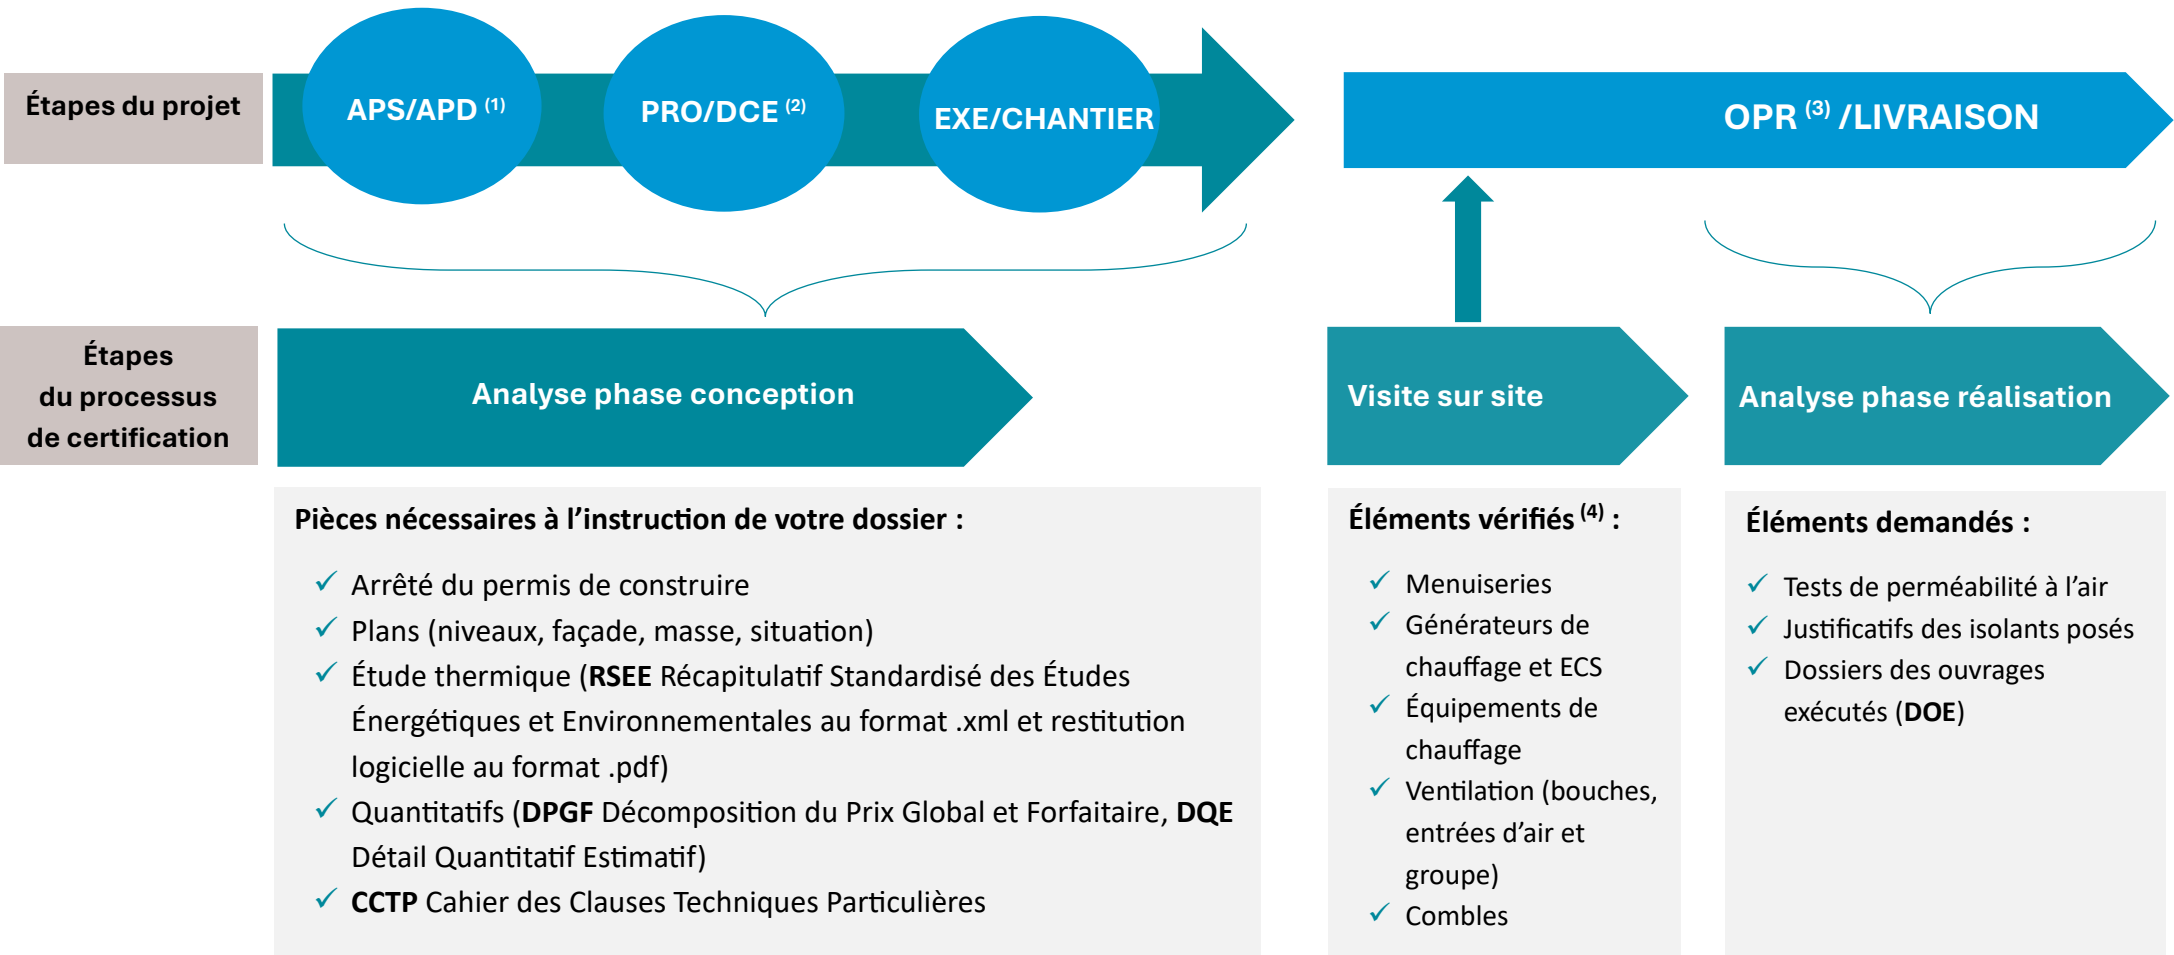 Étapes du projet
APS/APD (1)
PRO/DCE (2)
EXE/CHANTIER
OPR (3) /LIVRAISON
Étapes
du processus
de certification
Analyse phase conception
Visite sur site
Analyse phase réalisation
Pièces nécessaires à l’instruction de votre dossier :
✓ Arrêté du permis de construire
✓ Plans (niveaux, façade, masse, situation)
✓ Étude thermique (RSEE Récapitulatif Standardisé des Études
Énergétiques et Environnementales au format .xml et restitution
logicielle au format .pdf)
✓ Quantitatifs (DPGF Décomposition du Prix Global et Forfaitaire, DQE
Détail Quantitatif Estimatif)
✓ CCTP Cahier des Clauses Techniques Particulières
Éléments vérifiés (4) :
✓ Menuiseries
✓ Générateurs de
chauffage et ECS
✓ Équipements de
chauffage
✓ Ventilation (bouches,
entrées d’air et
groupe)
✓ Combles
Éléments demandés :
✓ Tests de perméabilité à l’air
✓ Justificatifs des isolants posés
✓ Dossiers des ouvrages
exécutés (DOE)